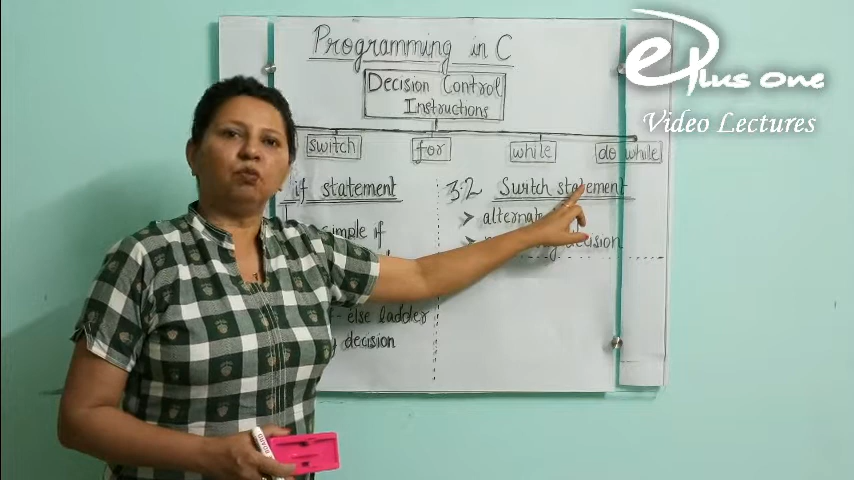 Programming in C
Decision Control
Instructions
switch
for
while
do while
if statement
simple if
else ladder
decision
3.2 Switch statement
decision
ePlus one
Video Lectures